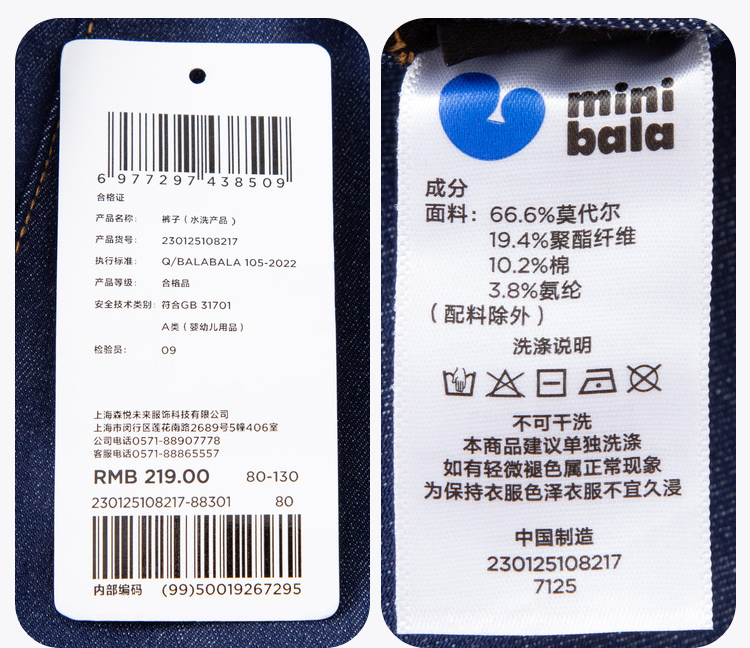 6 977297 438509
合格证
产品名称: 裤子(水洗产品)
产品货号: 230125108217
执行标准: Q/BALABALA 105-2022
产品等级: 合格品
安全技术类别: 符合GB 31701
A类(婴幼儿用品)
检验员: 09
上海森悦未来服饰科技有限公司
上海市闵行区莲花南路2689号5幢406室
公司电话0571-88907778
客服电话0571-88865557
RMB 219.00 80-130
230125108217-88301 80
内部编码 (99)50019267295
mini
bala
成分
面料: 66.6%莫代尔
19.4%聚酯纤维
10.2%棉
3.8%氨纶
(配料除外)
洗涤说明
不可干洗
本商品建议单独洗涤
如有轻微褪色属正常现象
为保持衣服色泽衣服不宜久浸
中国制造
230125108217
7125